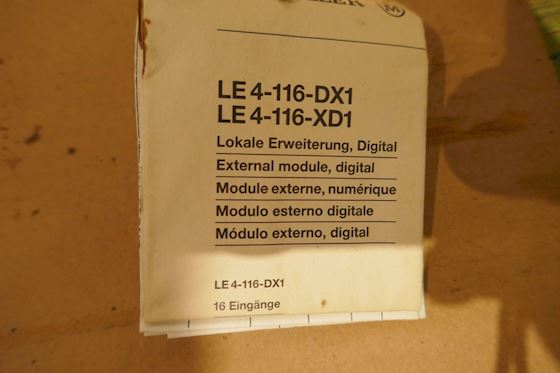 LE 4-116-DX1
LE 4-116-XD1
Lokale Erweiterung, Digital
External module, digital
Module externe, numérique
Modulo esterno digitale
Módulo externo, digital
LE 4-116-DX1
16 Eingänge